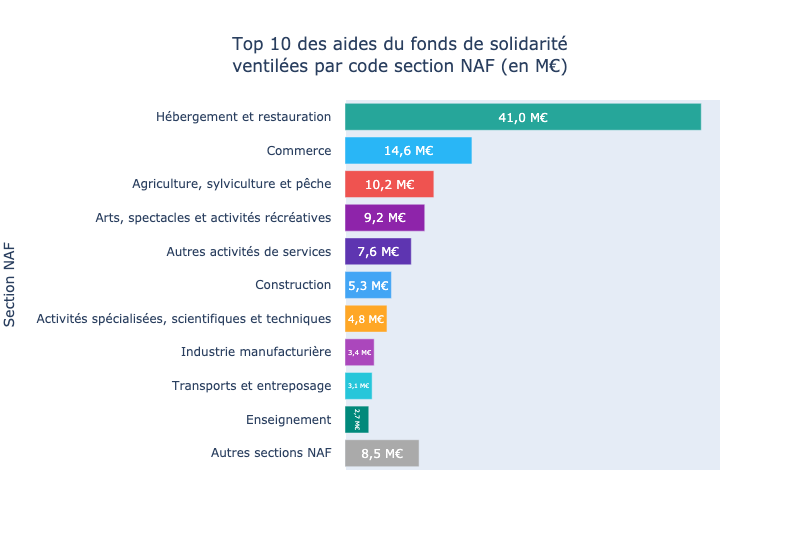 Top 10 des aides du fonds de solidarité
ventilées par code section NAF (en M€)
Section NAF
Hébergement et restauration 41,0 M€
Commerce 14,6 M€
Agriculture, sylviculture et pêche 10,2 M€
Arts, spectacles et activités récréatives 9,2 M€
Autres activités de services 7,6 M€
Construction 5,3 M€
Activités spécialisées, scientifiques et techniques 4,8 M€
Industrie manufacturière 3,4 M€
Transports et entreposage 3,1 M€
Enseignement 2,7 M€
Autres sections NAF 8,5 M€